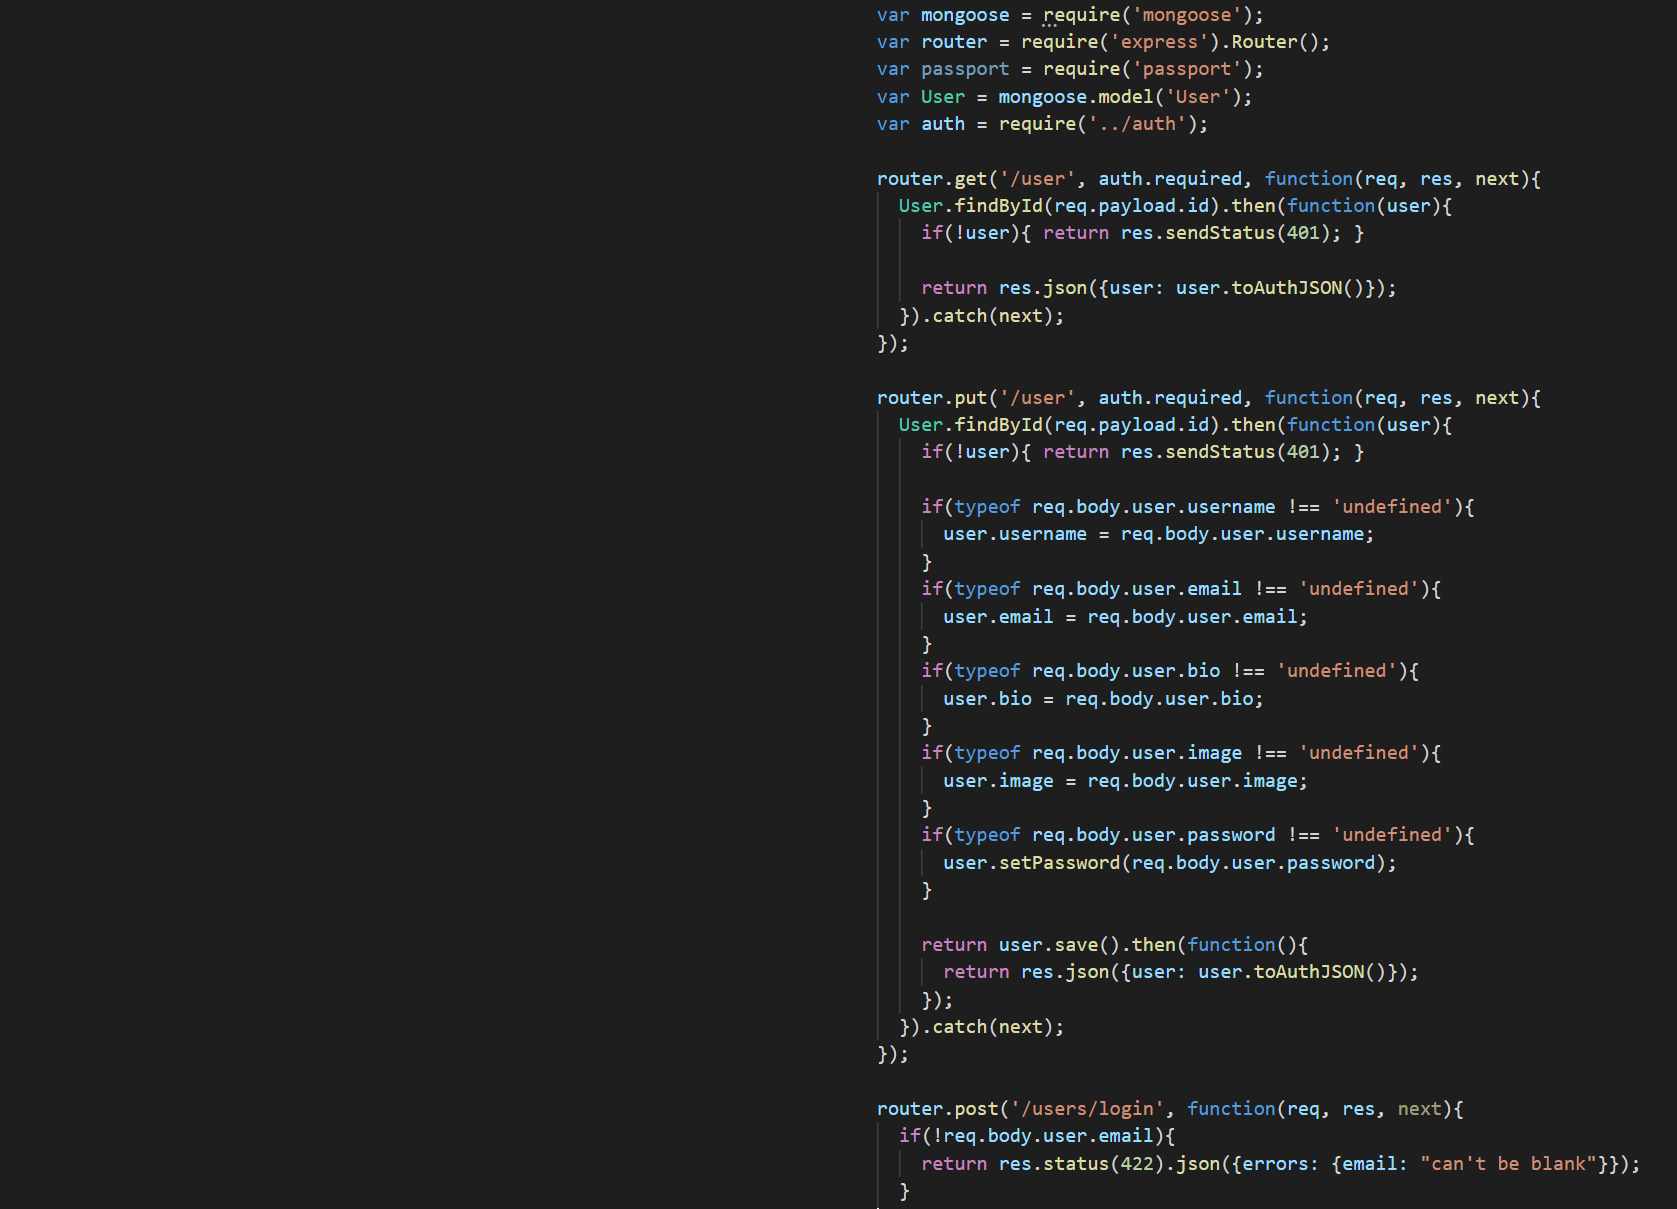 var mongoose = require('mongoose');
var router = require('express').Router();
var passport = require('passport');
var User = mongoose.model('User');
var auth = require('../auth');

router.get('/user', auth.required, function(req, res, next){
  User.findById(req.payload.id).then(function(user){
    if(!user){ return res.sendStatus(401); }

    return res.json({user: user.toAuthJSON()});
  }).catch(next);
});

router.put('/user', auth.required, function(req, res, next){
  User.findById(req.payload.id).then(function(user){
    if(!user){ return res.sendStatus(401); }

    if(typeof req.body.user.username !== 'undefined'){
      user.username = req.body.user.username;
    }
    if(typeof req.body.user.email !== 'undefined'){
      user.email = req.body.user.email;
    }
    if(typeof req.body.user.bio !== 'undefined'){
      user.bio = req.body.user.bio;
    }
    if(typeof req.body.user.image !== 'undefined'){
      user.image = req.body.user.image;
    }
    if(typeof req.body.user.password !== 'undefined'){
      user.setPassword(req.body.user.password);
    }

    return user.save().then(function(){
      return res.json({user: user.toAuthJSON()});
    });
  }).catch(next);
});

router.post('/users/login', function(req, res, next){
  if(!req.body.user.email){
    return res.status(422).json({errors: {email: "can't be blank"}});
  }